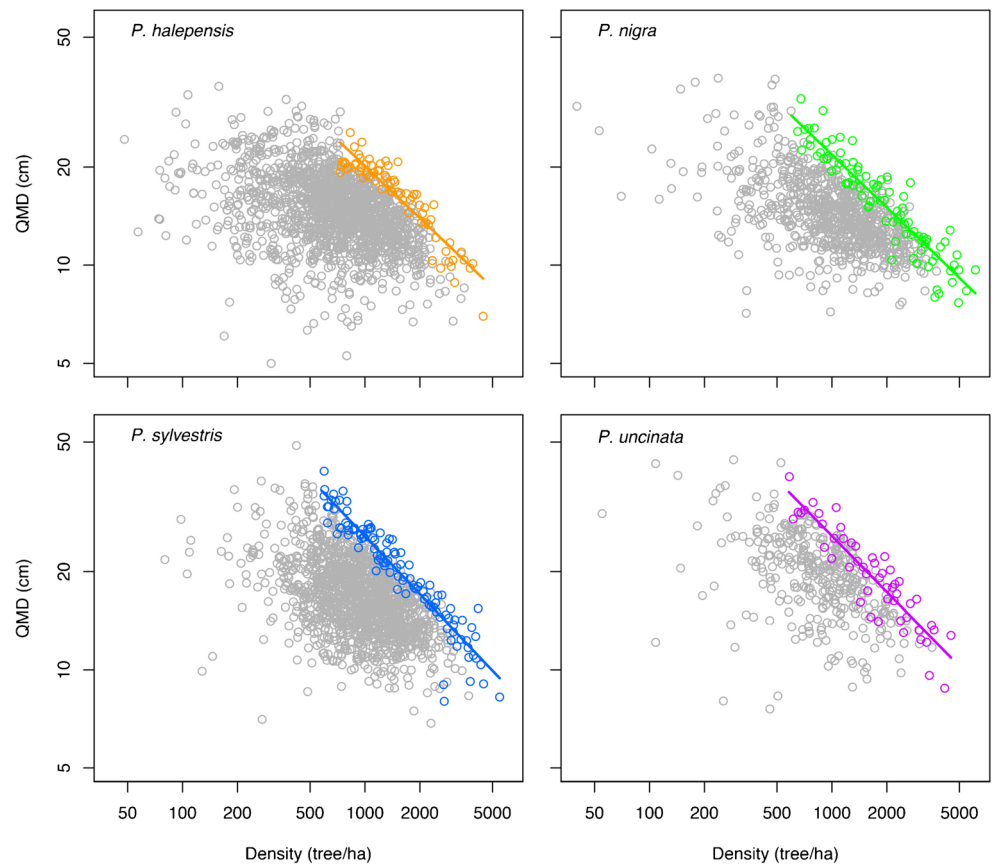 P. halepensis
P. nigra
50
20
10
5
QMD (cm)
P. sylvestris
P. uncinata
50
20
10
5
QMD (cm)
50 100 200 500 1000 2000 5000
50 100 200 500 1000 2000 5000
Density (tree/ha)
Density (tree/ha)